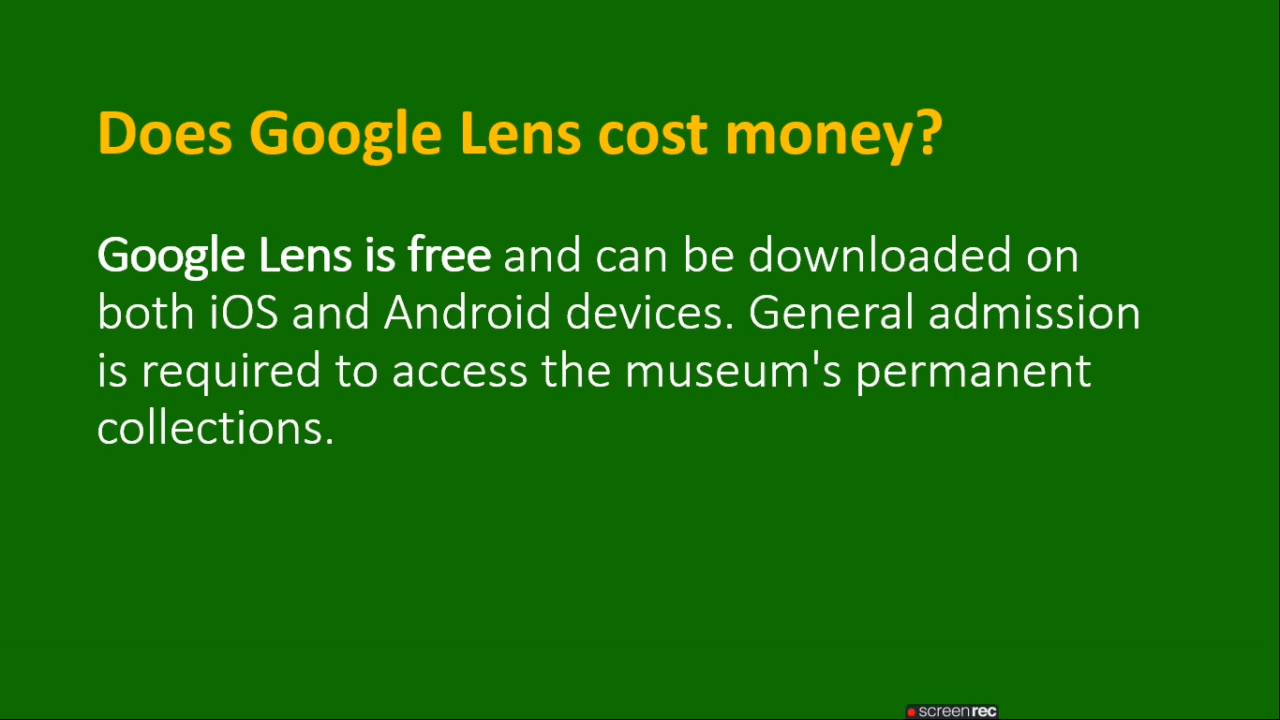 Does Google Lens cost money?
Google Lens is free and can be downloaded on
both iOS and Android devices. General admission
is required to access the museum's permanent
collections.
screenrec